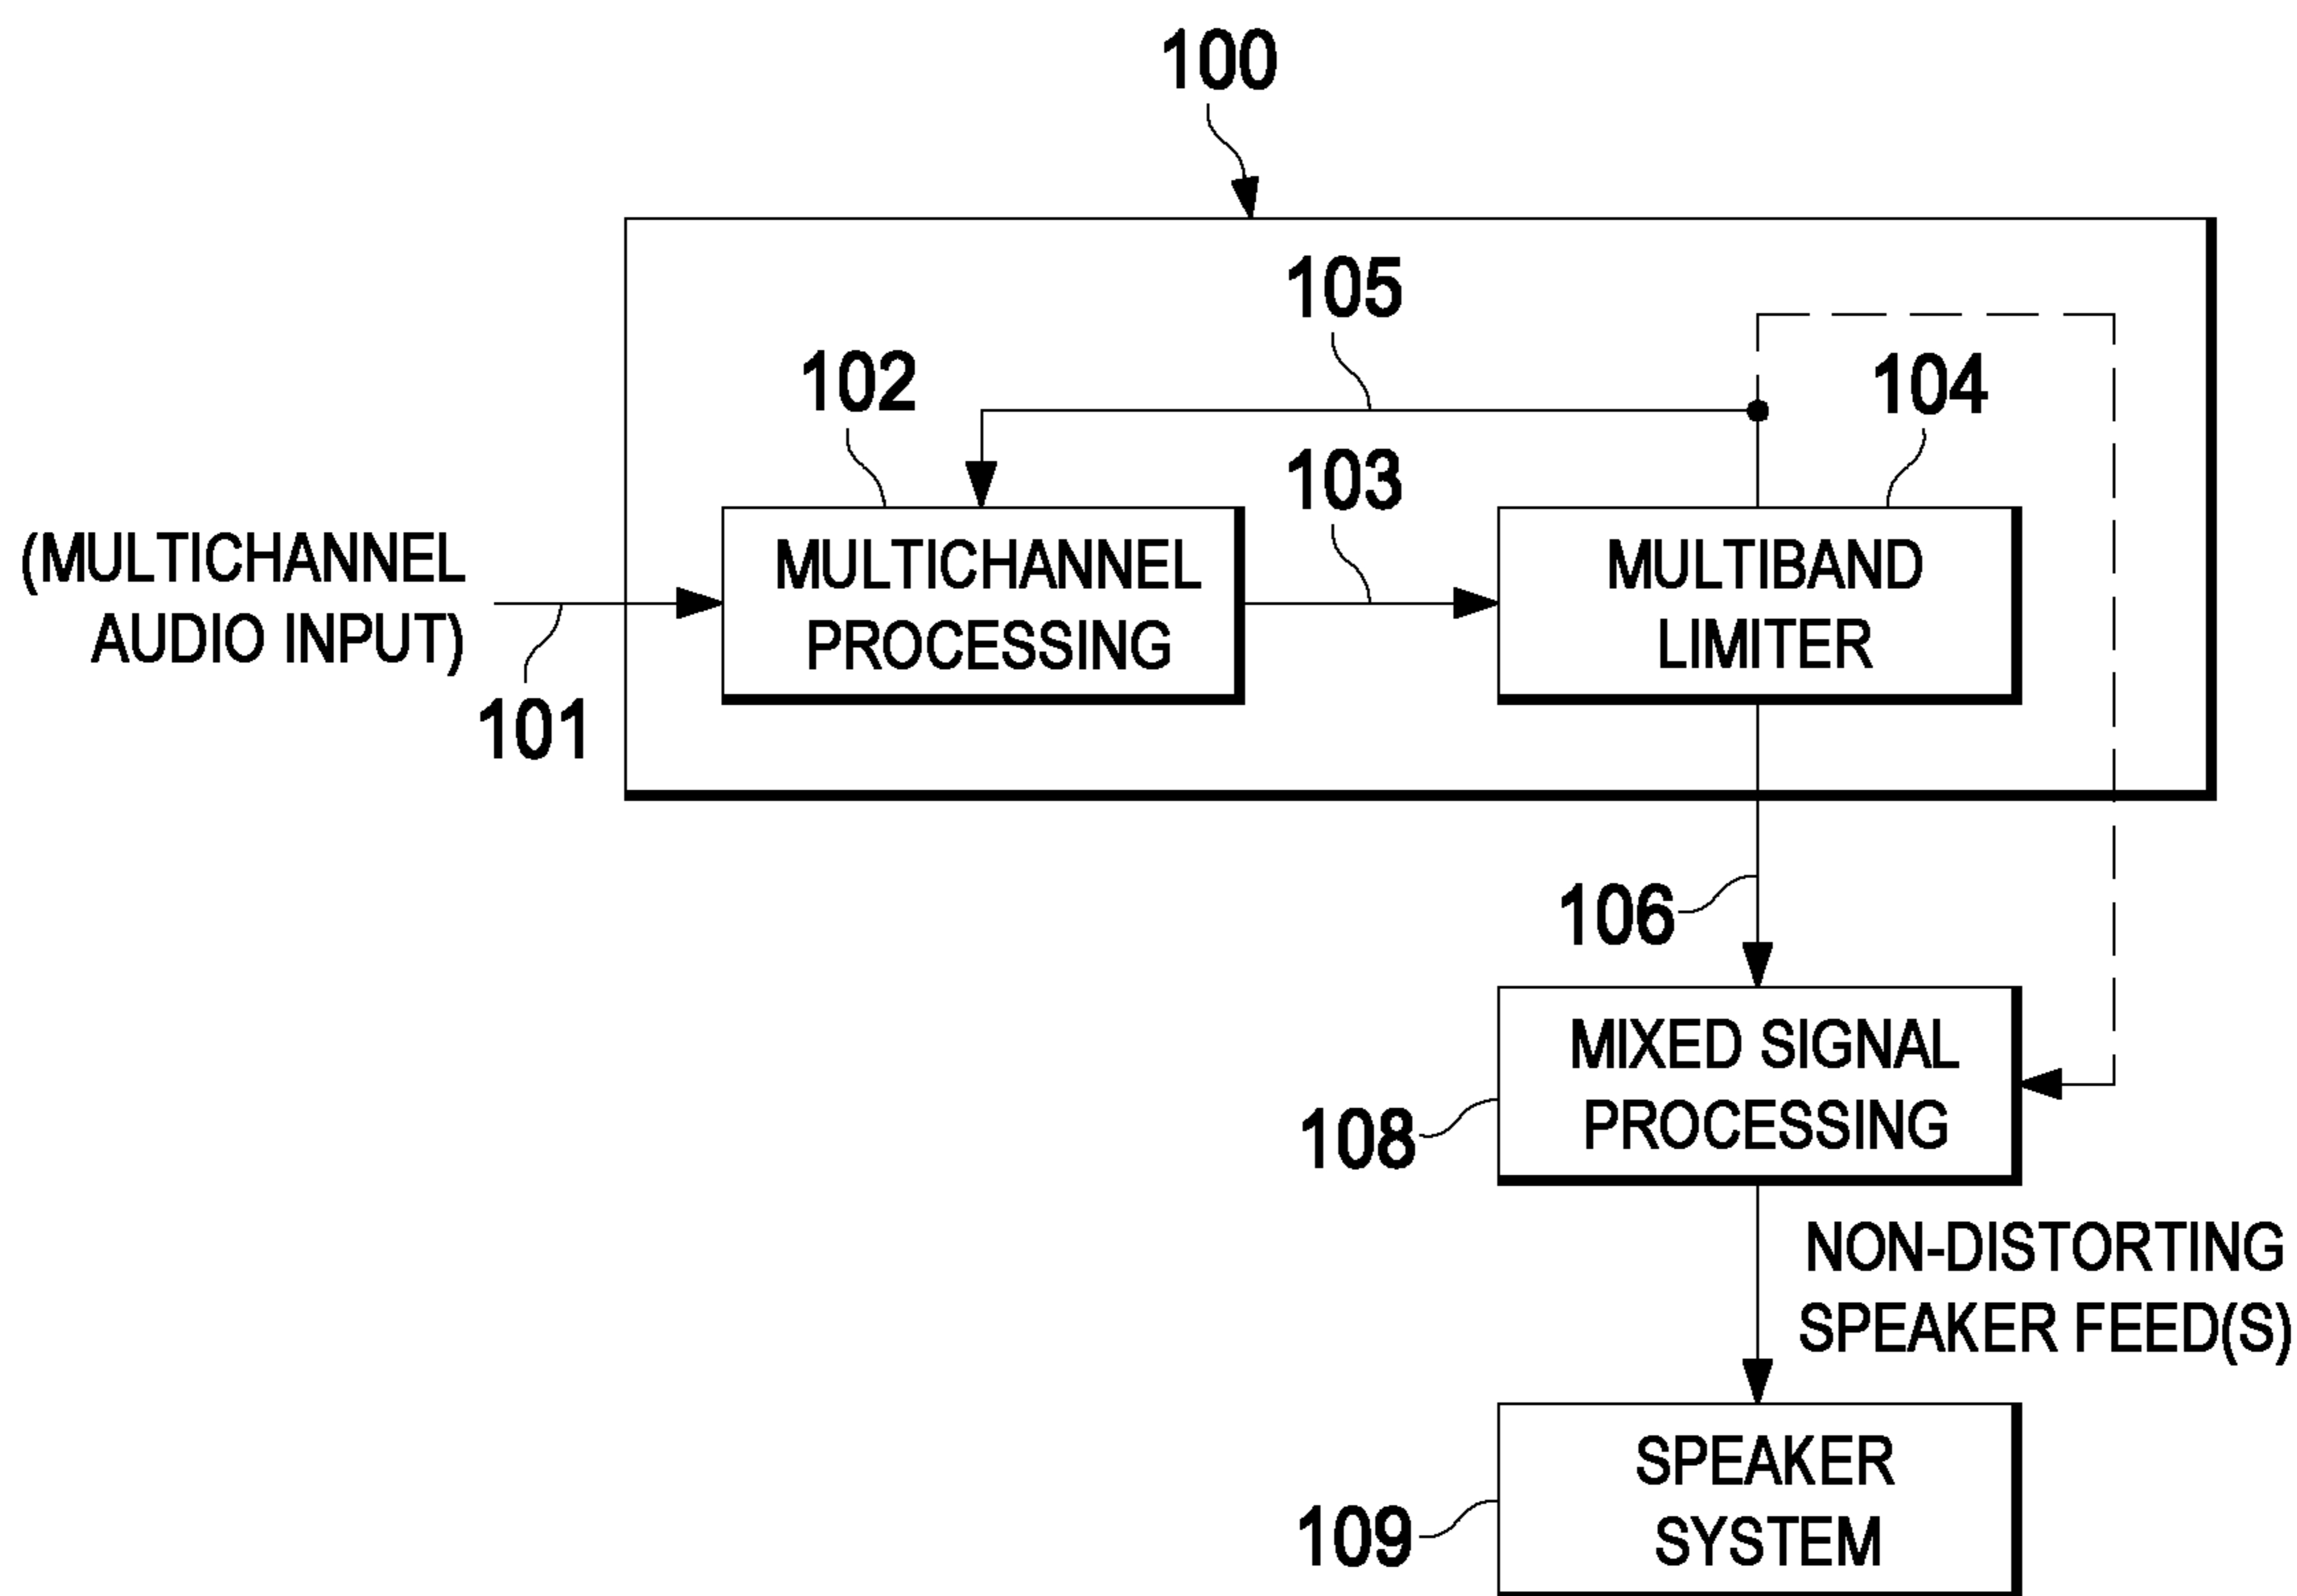 100
105
102
104
103
(MULTICHANNEL
AUDIO INPUT)
101
MULTICHANNEL
PROCESSING
MULTIBAND
LIMITER
106
MIXED SIGNAL
PROCESSING
108
NON-DISTORTING
SPEAKER FEED(S)
SPEAKER
SYSTEM
109